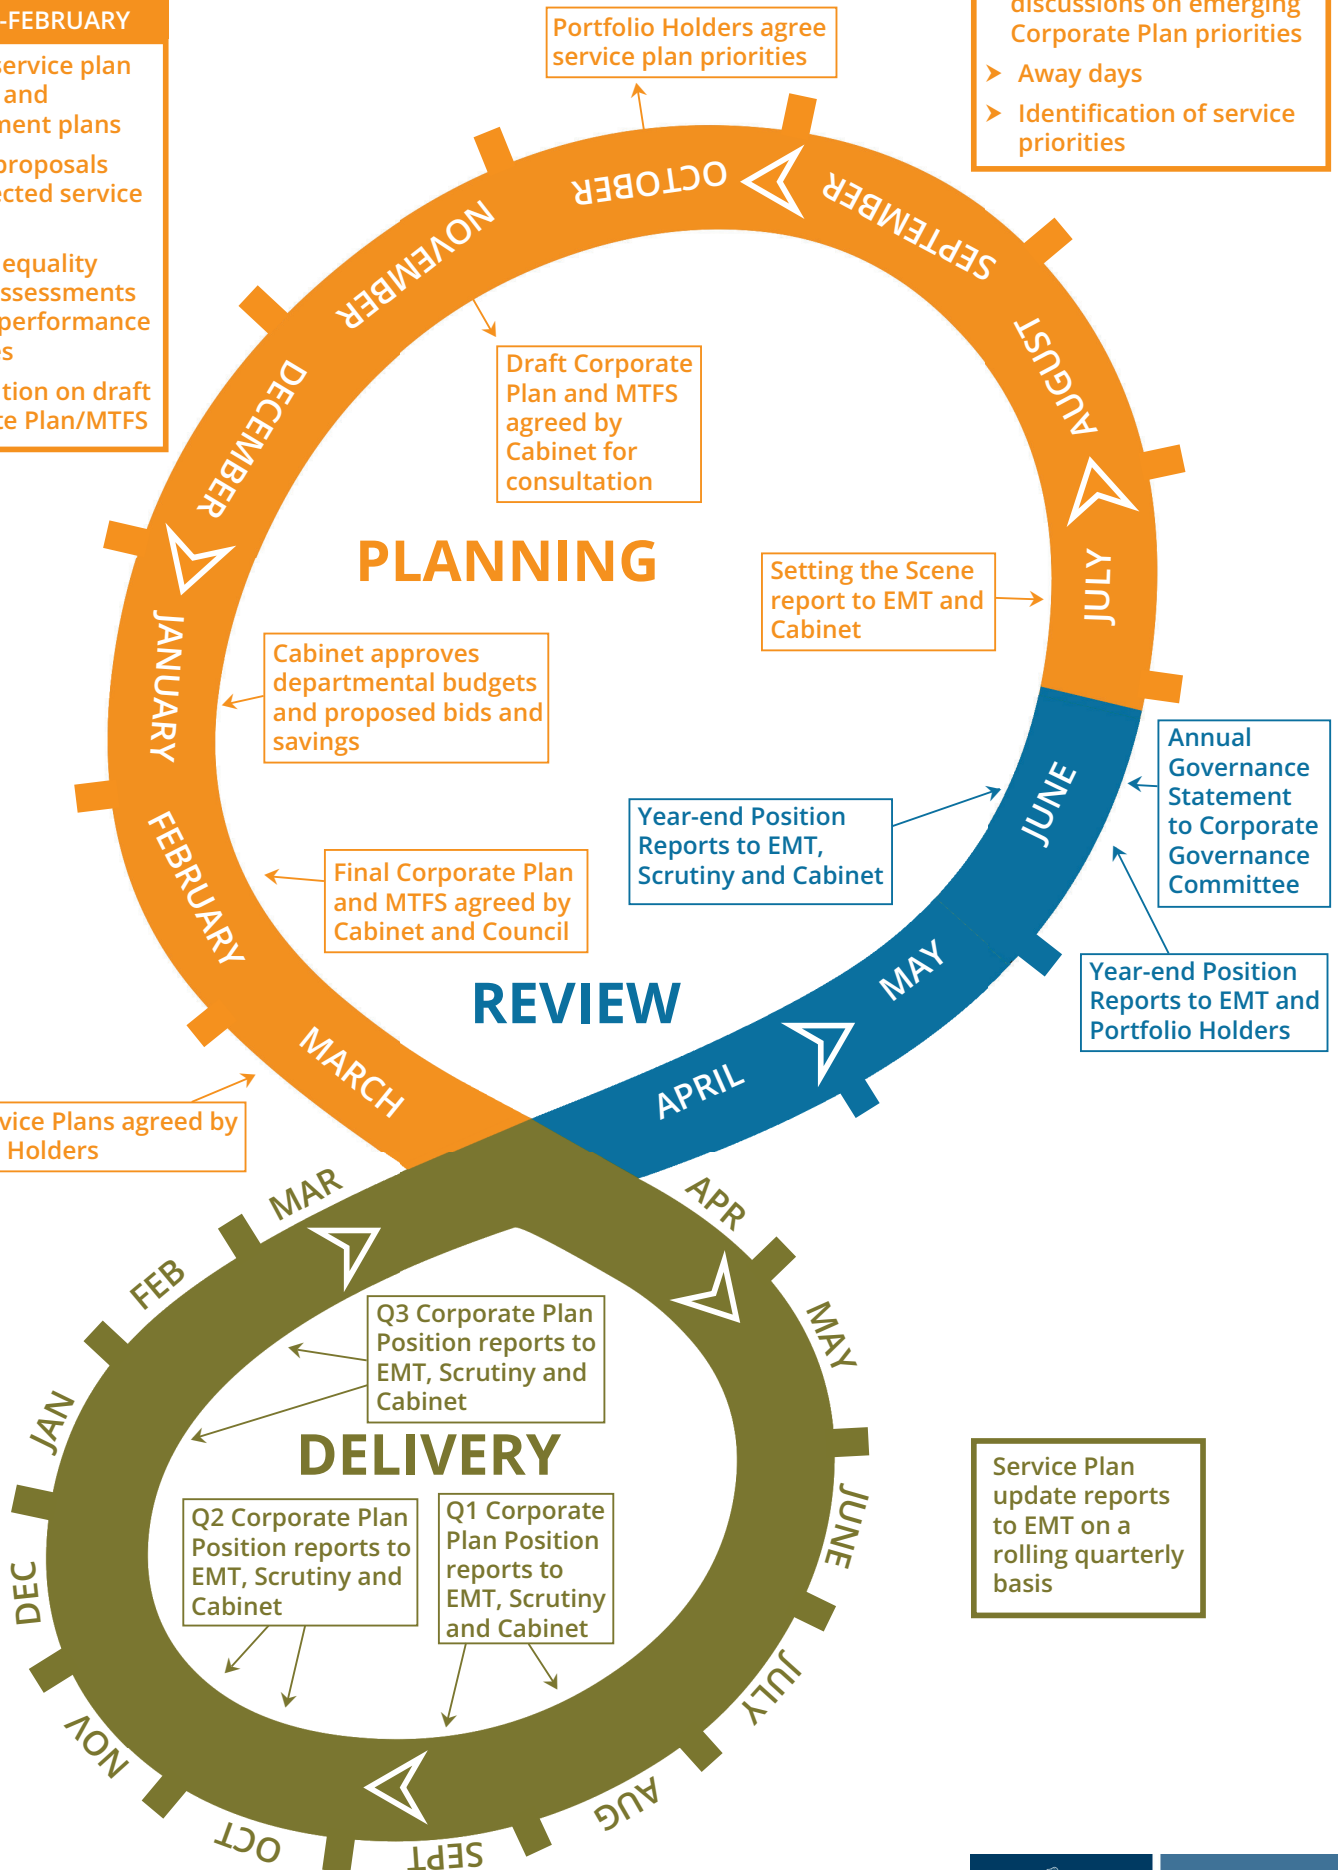 -FEBRUARY
service plan
and
ment plans
proposals
ected service
equality
ssessments
performance
es
tion on draft
te Plan/MTFS
Portfolio Holders agree
service plan priorities
discussions on emerging
Corporate Plan priorities
➤ Away days
➤ Identification of service
priorities
OCTOBER
SEPTEMBER
NOVEMBER
AUGUST
DECEMBER
Draft Corporate
Plan and MTFS
agreed by
Cabinet for
consultation
PLANNING
Setting the Scene
report to EMT and
Cabinet
JULY
JANUARY
Cabinet approves
departmental budgets
and proposed bids and
savings
Annual
Governance
Statement
to Corporate
Governance
Committee
JUNE
Year-end Position
Reports to EMT,
Scrutiny and Cabinet
FEBRUARY
Final Corporate Plan
and MTFS agreed by
Cabinet and Council
MAY
Year-end Position
Reports to EMT and
Portfolio Holders
REVIEW
MARCH
APRIL
vice Plans agreed by
Holders
MAR
APR
FEB
MAY
Q3 Corporate Plan
Position reports to
EMT, Scrutiny and
Cabinet
JAN
DELIVERY
Q2 Corporate Plan
Position reports to
EMT, Scrutiny and
Cabinet
Q1 Corporate
Plan Position
reports to
EMT, Scrutiny
and Cabinet
JUNE
Service Plan
update reports
to EMT on a
rolling quarterly
basis
DEC
JULY
NOV
AUG
OCT
SEPT